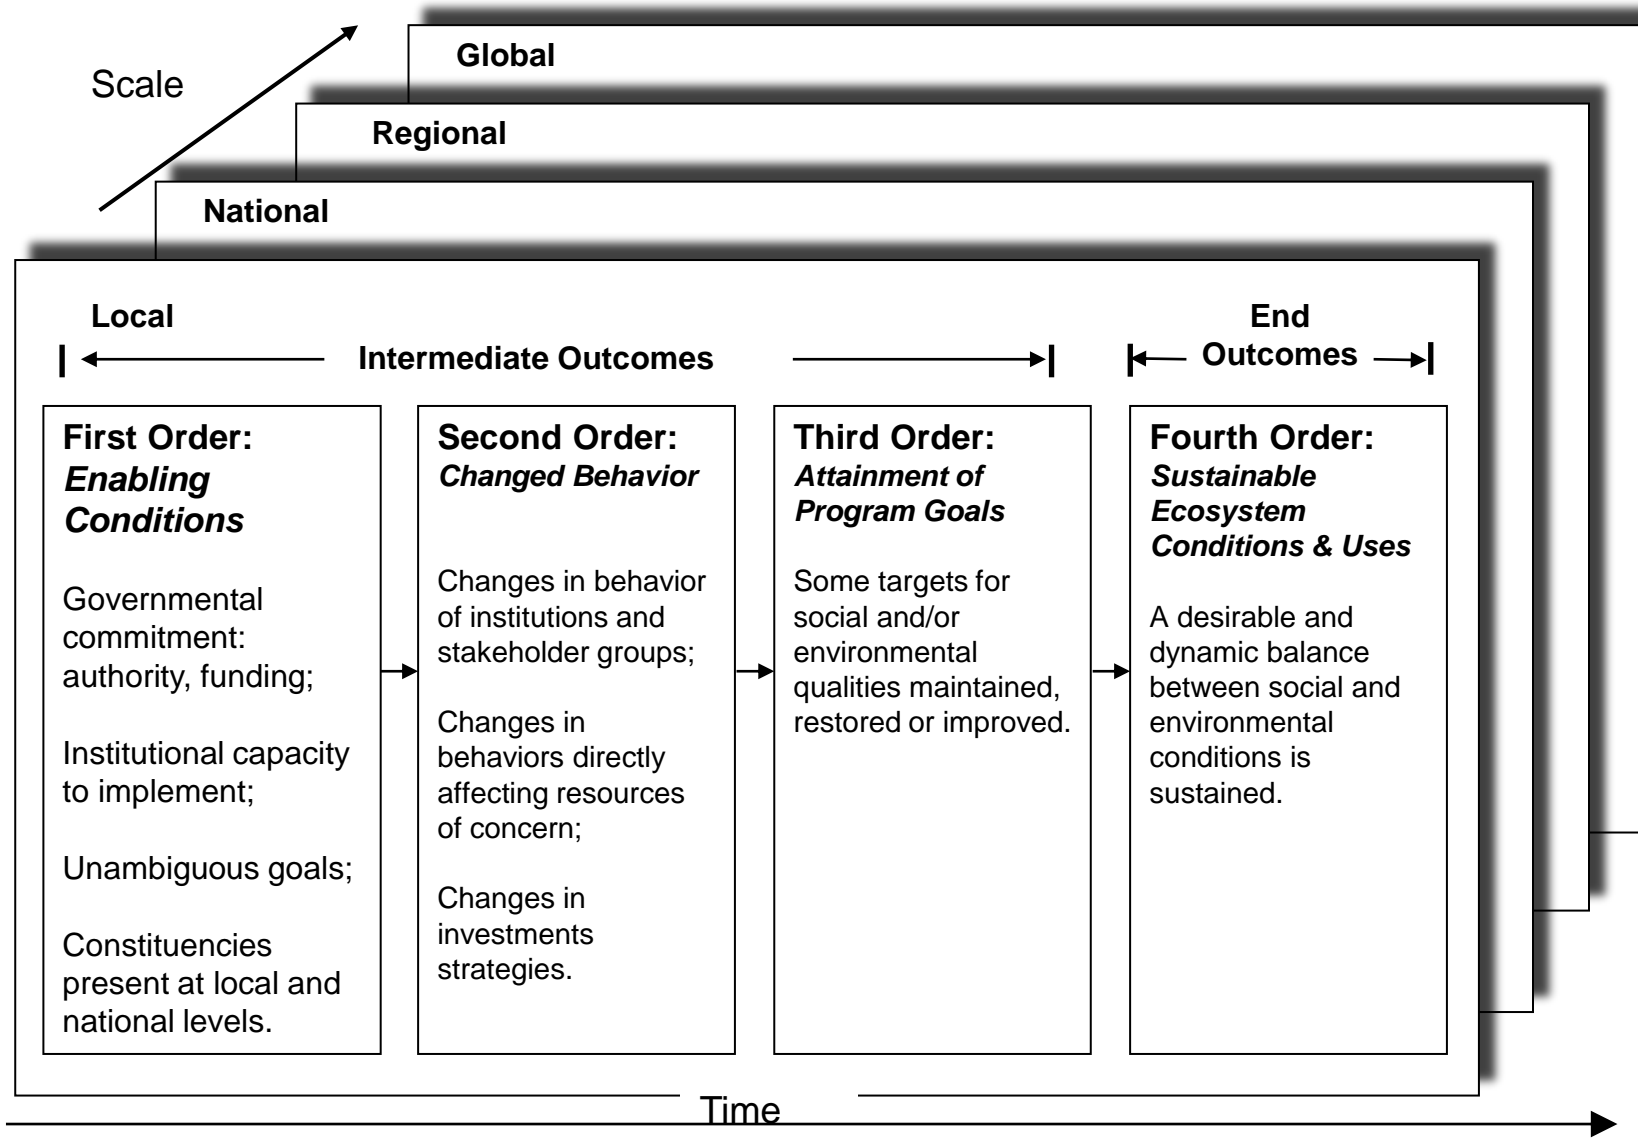 Scale
Global
Regional
National
Local
Intermediate Outcomes
End
Outcomes
First Order:
Enabling
Conditions
Governmental
commitment:
authority, funding;
Institutional capacity
to implement;
Unambiguous goals;
Constituencies
present at local and
national levels.
Second Order:
Changed Behavior
Changes in behavior
of institutions and
stakeholder groups;
Changes in
behaviors directly
affecting resources
of concern;
Changes in
investments
strategies.
Third Order:
Attainment of
Program Goals
Some targets for
social and/or
environmental
qualities maintained,
restored or improved.
Fourth Order:
Sustainable
Ecosystem
Conditions & Uses
A desirable and
dynamic balance
between social and
environmental
conditions is
sustained.
Time